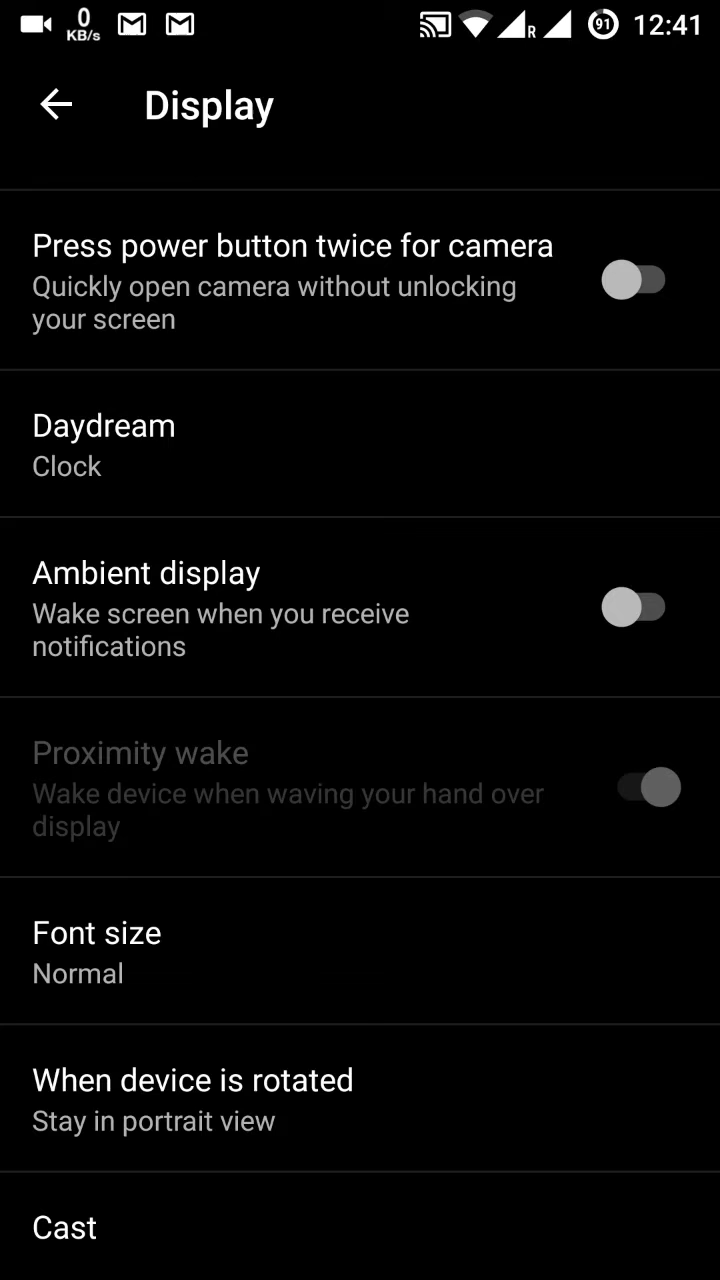 0
KB/s
R
91
12:41
Display
Press power button twice for camera
Quickly open camera without unlocking
your screen
Daydream
Clock
Ambient display
Wake screen when you receive
notifications
Proximity wake
Wake device when waving your hand over
display
Font size
Normal
When device is rotated
Stay in portrait view
Cast